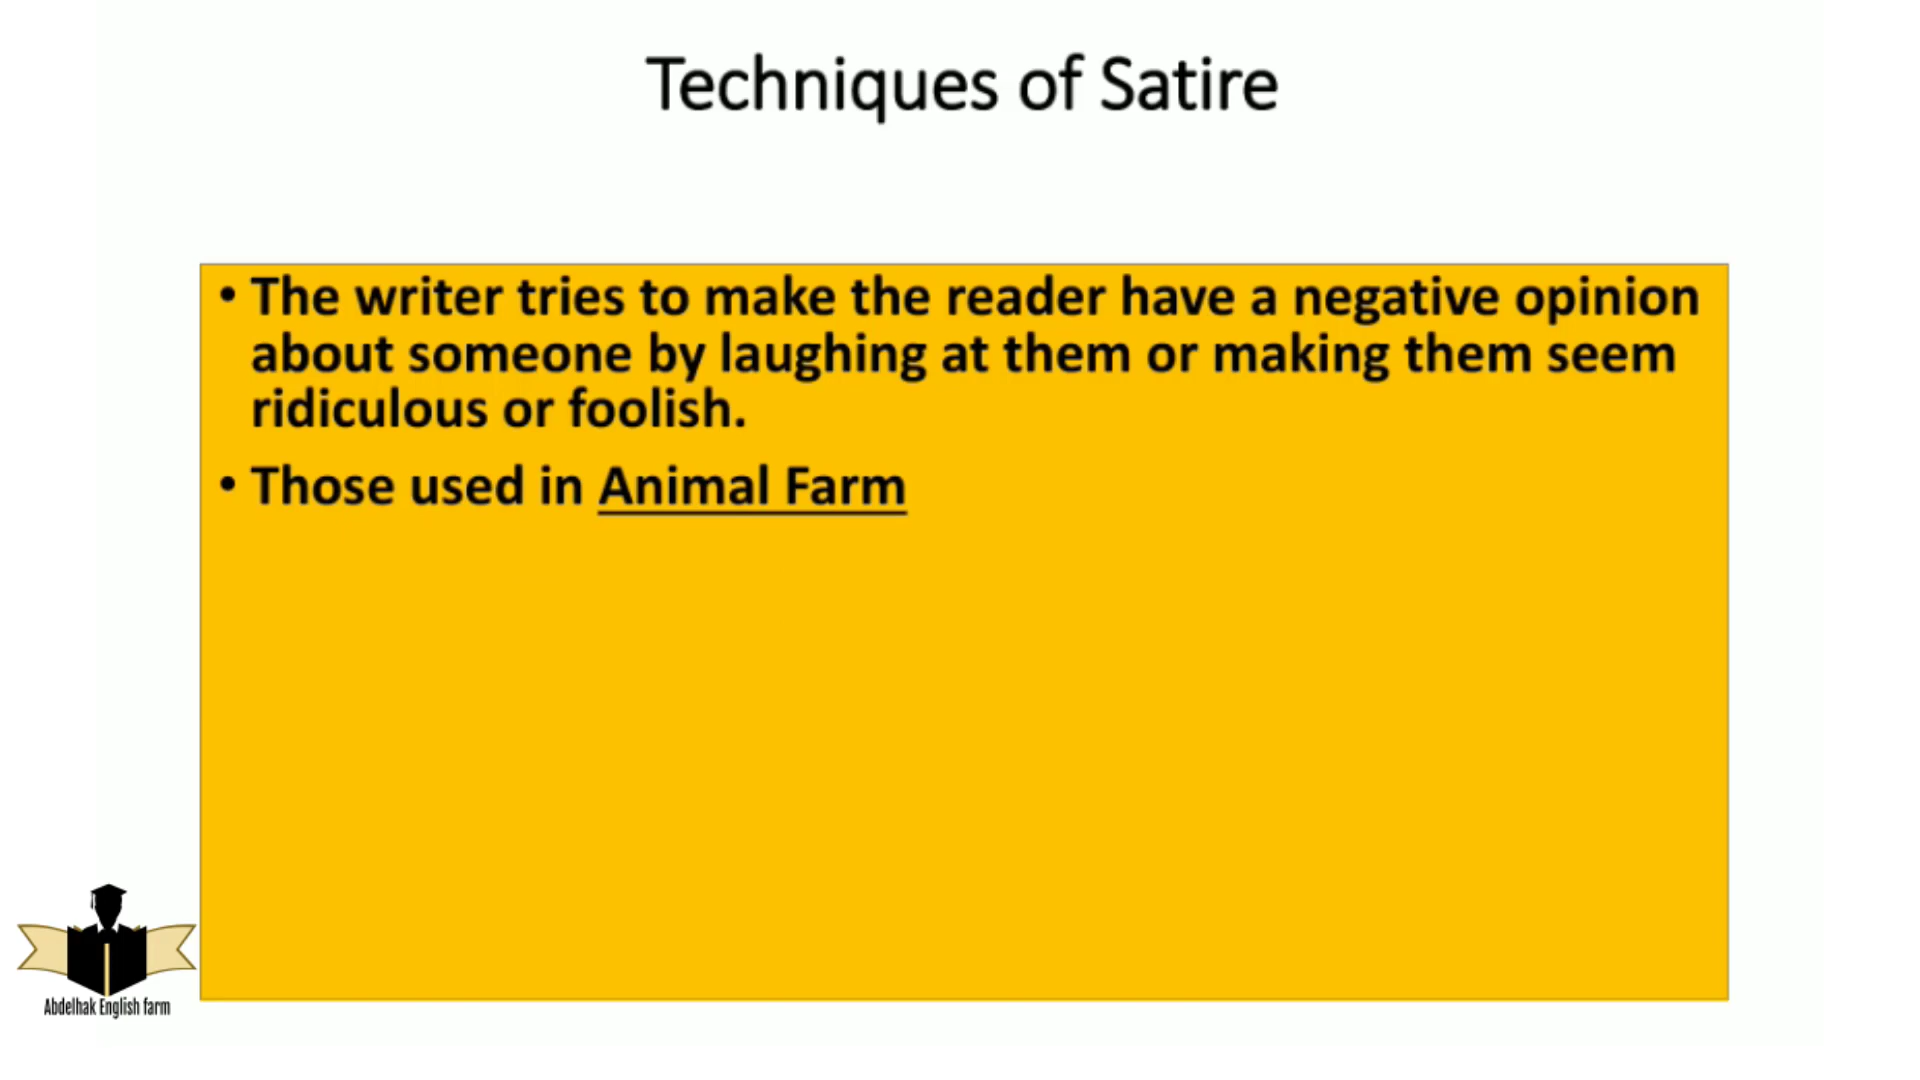 Techniques of Satire
• The writer tries to make the reader have a negative opinion
about someone by laughing at them or making them seem
ridiculous or foolish.
• Those used in Animal Farm
Abdelhak English farm